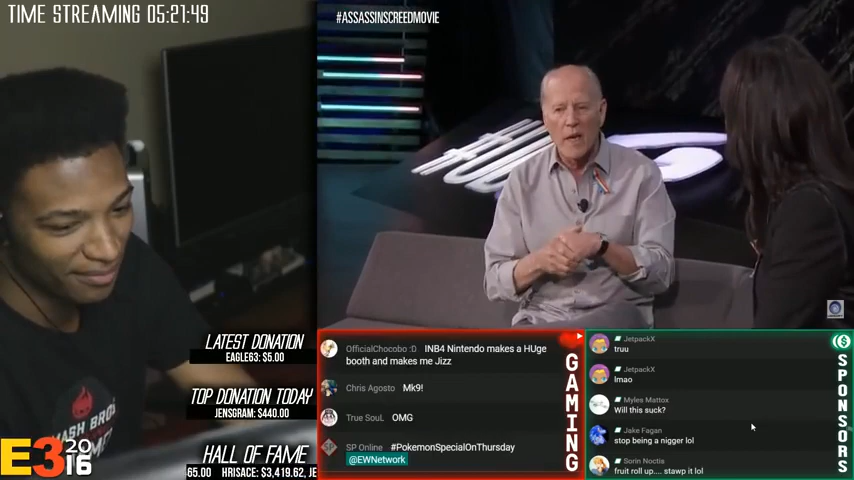 TIME STREAMING 05:21:49
#ASSASSINSCREEDMOVIE
LATEST DONATION
EAGLE63: $5.00
TOP DONATION TODAY
JENSGRAM: $440.00
HALL OF FAME
65.00 HRISACE: $3,419.62, JE
E3 2016
OfficialChocobo :D INB4 Nintendo makes a HUge
booth and makes me Jizz
Chris Agosto Mk9!
True SouL OMG
SP Online #PokemonSpecialOnThursday
@EWNetwork
GAMING
JetpackX
truu
JetpackX
lmao
Myles Mattox
Will this suck?
Jake Fagan
stop being a nigger lol
Sorin Noctis
fruit roll up.... stawp it lol
SPONSORS